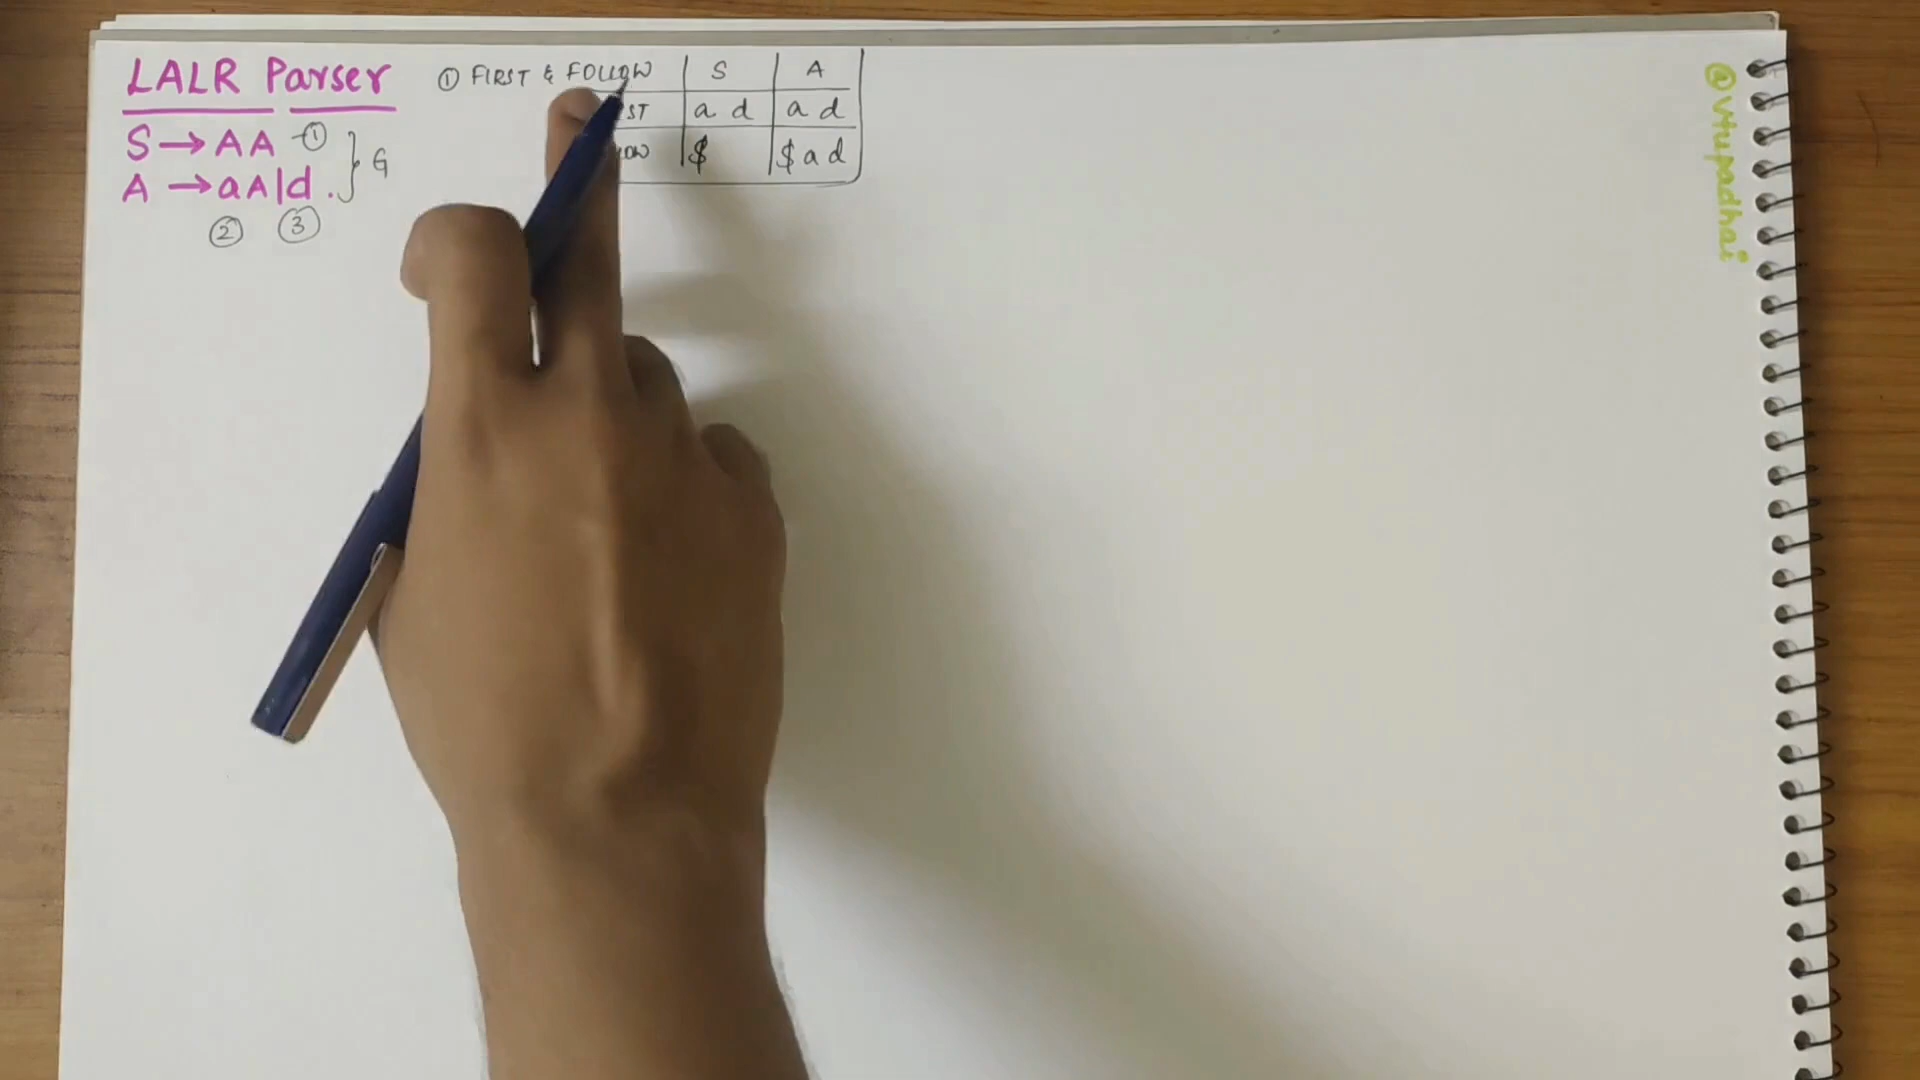 LALR Parser
S → AA - ①
A → aA|d . } G
② ③
① FIRST & FOLLOW | S | A
a d | a d
$ | $ a d
@Vtupadhai